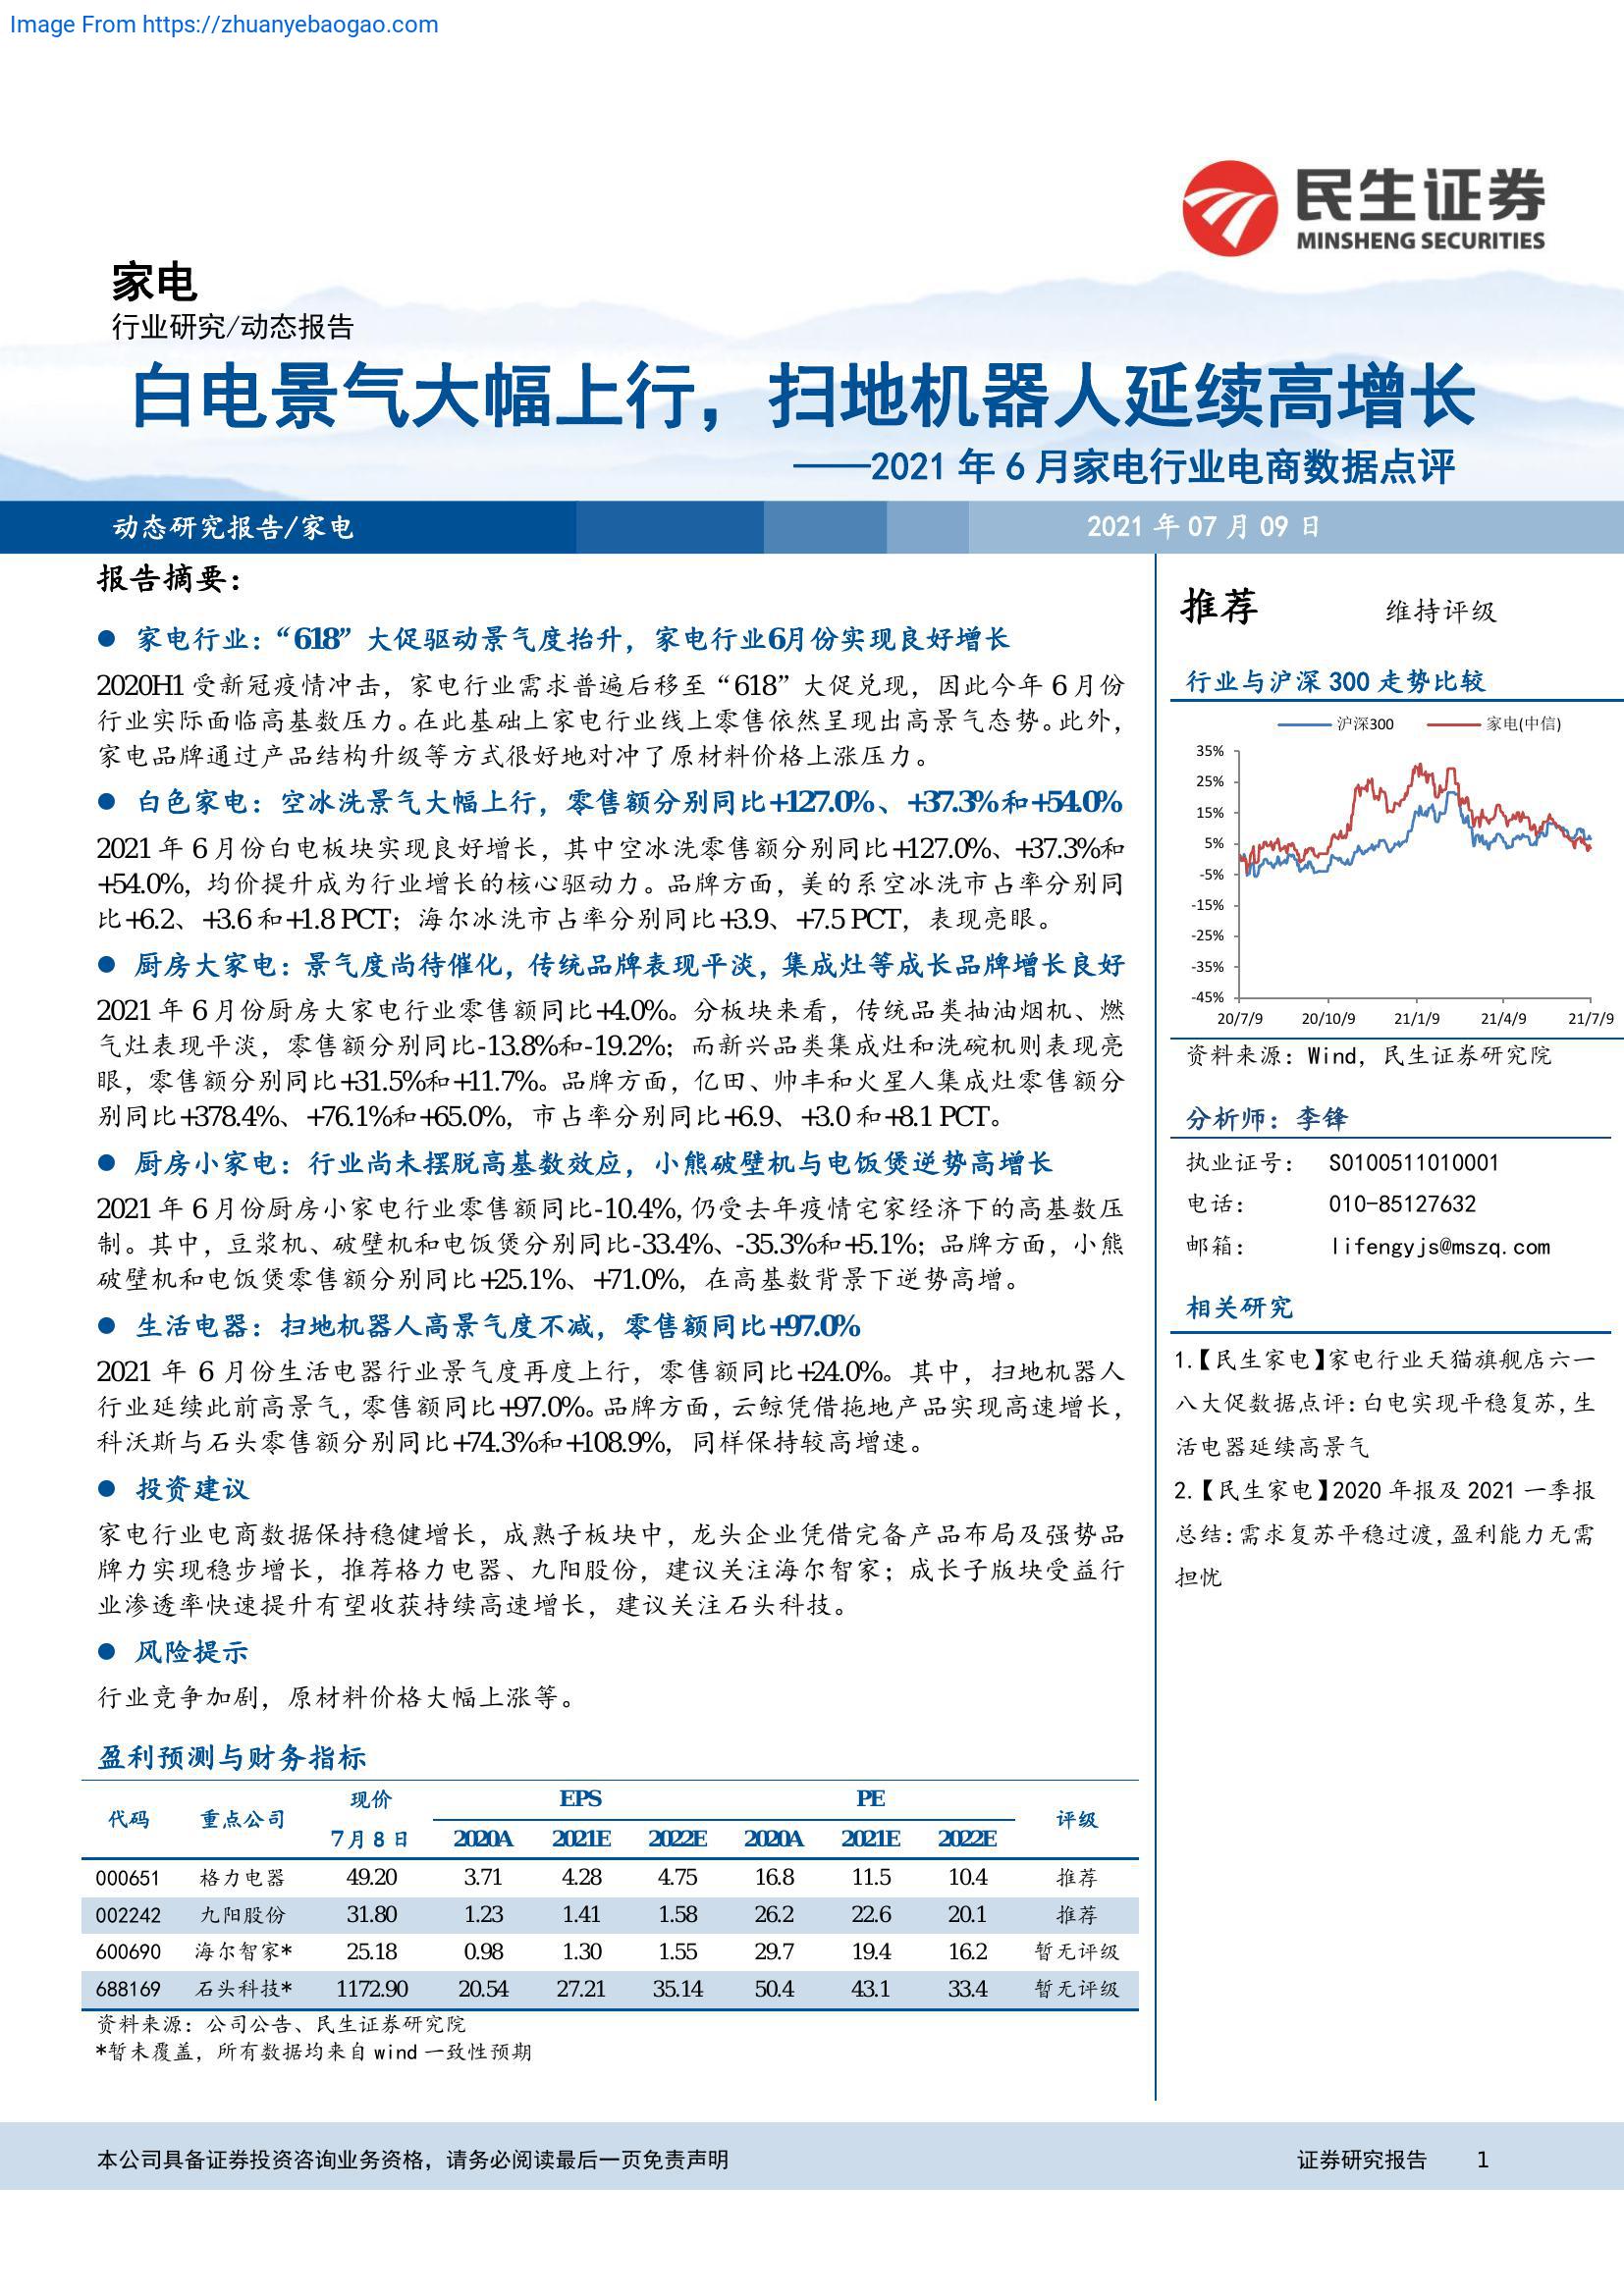 Image From https://zhuanyebaogao.com
民生证券
MINSHENG SECURITIES
家电
行业研究/动态报告
白电景气大幅上行，扫地机器人延续高增长
——2021 年 6 月家电行业电商数据点评
动态研究报告/家电
2021 年 07 月 09 日
报告摘要：
● 家电行业：“618”大促驱动景气度抬升，家电行业6月份实现良好增长
2020H1 受新冠疫情冲击，家电行业需求普遍后移至“618”大促兑现，因此今年 6 月份
行业实际面临高基数压力。在此基础上家电行业线上零售依然呈现出高景气态势。此外，
家电品牌通过产品结构升级等方式很好地对冲了原材料价格上涨压力。
● 白色家电：空冰洗景气大幅上行，零售额分别同比+127.0%、+37.3%和+54.0%
2021 年 6 月份白电板块实现良好增长，其中空冰洗零售额分别同比+127.0%、+37.3%和
+54.0%，均价提升成为行业增长的核心驱动力。品牌方面，美的系空冰洗市占率分别同
比+6.2、+3.6 和+1.8 PCT；海尔冰洗市占率分别同比+3.9、+7.5 PCT，表现亮眼。
● 厨房大家电：景气度尚待催化，传统品牌表现平淡，集成灶等成长品牌增长良好
2021 年 6 月份厨房大家电行业零售额同比+4.0%。分板块来看，传统品类抽油烟机、燃
气灶表现平淡，零售额分别同比-13.8%和-19.2%；而新兴品类集成灶和洗碗机则表现亮
眼，零售额分别同比+31.5%和+11.7%。品牌方面，亿田、帅丰和火星人集成灶零售额分
别同比+378.4%、+76.1%和+65.0%，市占率分别同比+6.9、+3.0 和+8.1 PCT。
● 厨房小家电：行业尚未摆脱高基数效应，小熊破壁机与电饭煲逆势高增长
2021 年 6 月份厨房小家电行业零售额同比-10.4%，仍受去年疫情宅家经济下的高基数压
制。其中，豆浆机、破壁机和电饭煲分别同比-33.4%、-35.3%和+5.1%；品牌方面，小熊
破壁机和电饭煲零售额分别同比+25.1%、+71.0%，在高基数背景下逆势高增。
● 生活电器：扫地机器人高景气度不减，零售额同比+97.0%
2021 年 6 月份生活电器行业景气度再度上行，零售额同比+24.0%。其中，扫地机器人
行业延续此前高景气，零售额同比+97.0%。品牌方面，云鲸凭借拖地产品实现高速增长，
科沃斯与石头零售额分别同比+74.3%和+108.9%，同样保持较高增速。
● 投资建议
家电行业电商数据保持稳健增长，成熟子板块中，龙头企业凭借完备产品布局及强势品
牌力实现稳步增长，推荐格力电器、九阳股份，建议关注海尔智家；成长子版块受益行
业渗透率快速提升有望收获持续高速增长，建议关注石头科技。
● 风险提示
行业竞争加剧，原材料价格大幅上涨等。
盈利预测与财务指标
代码 重点公司 现价 EPS PE 评级
7 月 8 日 2020A 2021E 2022E 2020A 2021E 2022E
000651 格力电器 49.20 3.71 4.28 4.75 16.8 11.5 10.4 推荐
002242 九阳股份 31.80 1.23 1.41 1.58 26.2 22.6 20.1 推荐
600690 海尔智家* 25.18 0.98 1.30 1.55 29.7 19.4 16.2 暂无评级
688169 石头科技* 1172.90 20.54 27.21 35.14 50.4 43.1 33.4 暂无评级
资料来源：公司公告、民生证券研究院
*暂未覆盖，所有数据均来自 wind 一致性预期
推荐 维持评级
行业与沪深 300 走势比较
沪深300 家电(中信)
35%
25%
15%
5%
-5%
-15%
-25%
-35%
-45%
20/7/9 20/10/9 21/1/9 21/4/9 21/7/9
资料来源：Wind，民生证券研究院
分析师：李锋
执业证号： S0100511010001
电话： 010-85127632
邮箱： lifengyjs@mszq.com
相关研究
1.【民生家电】家电行业天猫旗舰店六一
八大促数据点评：白电实现平稳复苏，生
活电器延续高景气
2.【民生家电】2020 年报及 2021 一季报
总结：需求复苏平稳过渡，盈利能力无需
担忧
本公司具备证券投资咨询业务资格，请务必阅读最后一页免责声明
证券研究报告 1